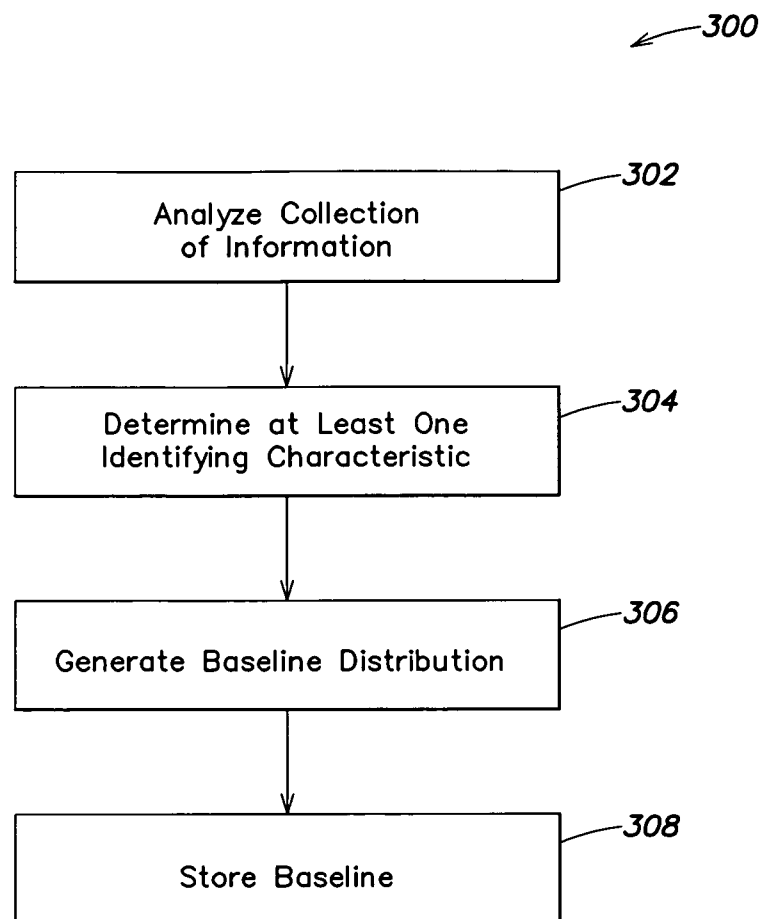 300
302
Analyze Collection
of Information
304
Determine at Least One
Identifying Characteristic
306
Generate Baseline Distribution
308
Store Baseline